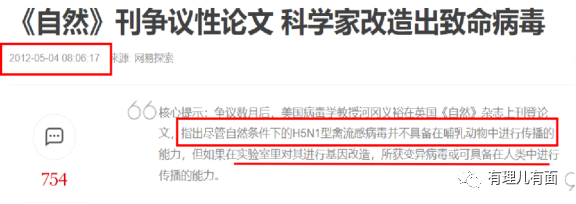 《自然》刊争议性论文 科学家改造出致命病毒
2012-05-04 08:06:17 来源 网易探索
核心提示:争议数月后,美国病毒学教授河冈义裕在英国《自然》杂志上刊登论
文,指出尽管自然条件下的H5N1型禽流感病毒并不具备在哺乳动物中进行传播的
能力,但如果在实验室里对其进行基因改造,所获变异病毒或可具备在人类中进行
传播的能力。
754
有理儿有面